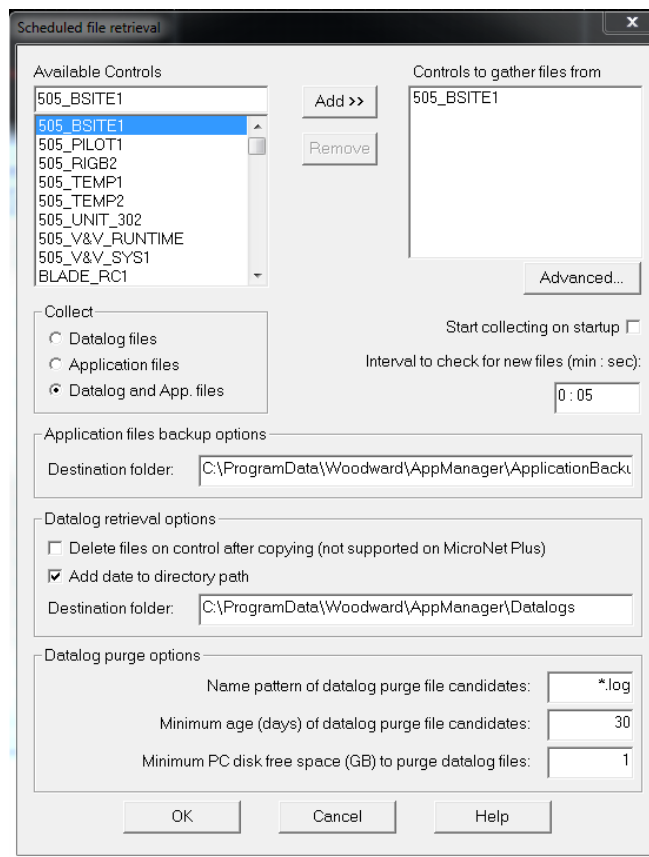 Scheduled file retrieval
x
Available Controls
Controls to gather files from
505_BSITE1
Add >>
505_BSITE1
505_BSITE1
505_PILOT1
505_RIGB2
505_TEMP1
505_TEMP2
505_UNIT_302
505_V&V_RUNTIME
505_V&V_SYS1
BLADE_RC1
Remove
Advanced...
Collect
Datalog files
Application files
Datalog and App. files
Start collecting on startup
Interval to check for new files (min : sec):
0 : 05
Application files backup options
Destination folder: C:\ProgramData\Woodward\AppManager\ApplicationBacku
Datalog retrieval options
Delete files on control after copying (not supported on MicroNet Plus)
Add date to directory path
Destination folder: C:\ProgramData\Woodward\AppManager\Datalogs
Datalog purge options
Name pattern of datalog purge file candidates: *.log
Minimum age (days) of datalog purge file candidates: 30
Minimum PC disk free space (GB) to purge datalog files: 1
OK Cancel Help